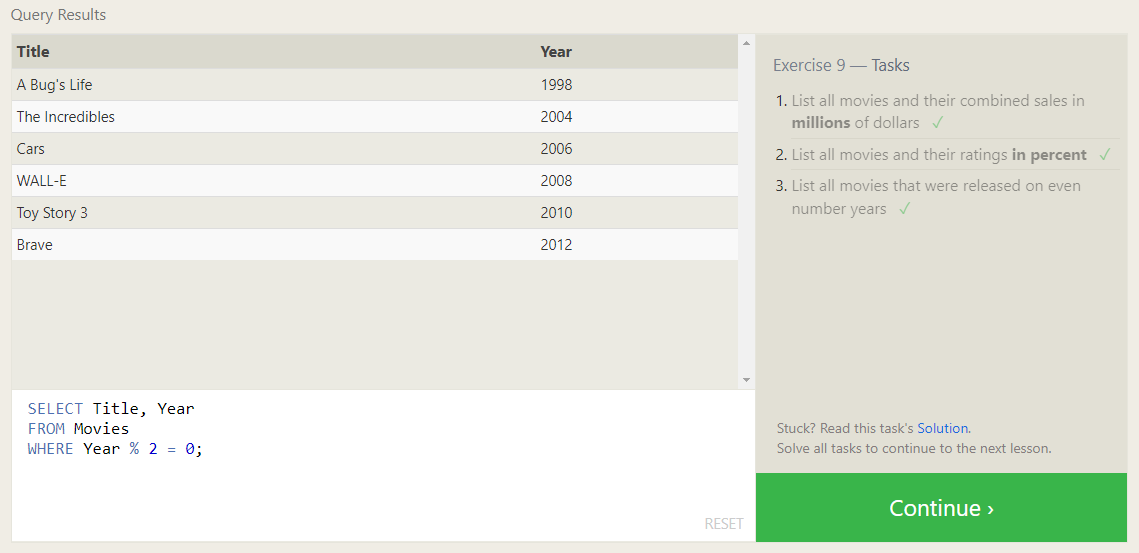 Query Results
Title Year
A Bug's Life 1998
The Incredibles 2004
Cars 2006
WALL-E 2008
Toy Story 3 2010
Brave 2012
SELECT Title, Year
FROM Movies
WHERE Year % 2 = 0;
RESET
Exercise 9 — Tasks
1. List all movies and their combined sales in
millions of dollars ✓
2. List all movies and their ratings in percent ✓
3. List all movies that were released on even
number years ✓
Stuck? Read this task's Solution.
Solve all tasks to continue to the next lesson.
Continue ›